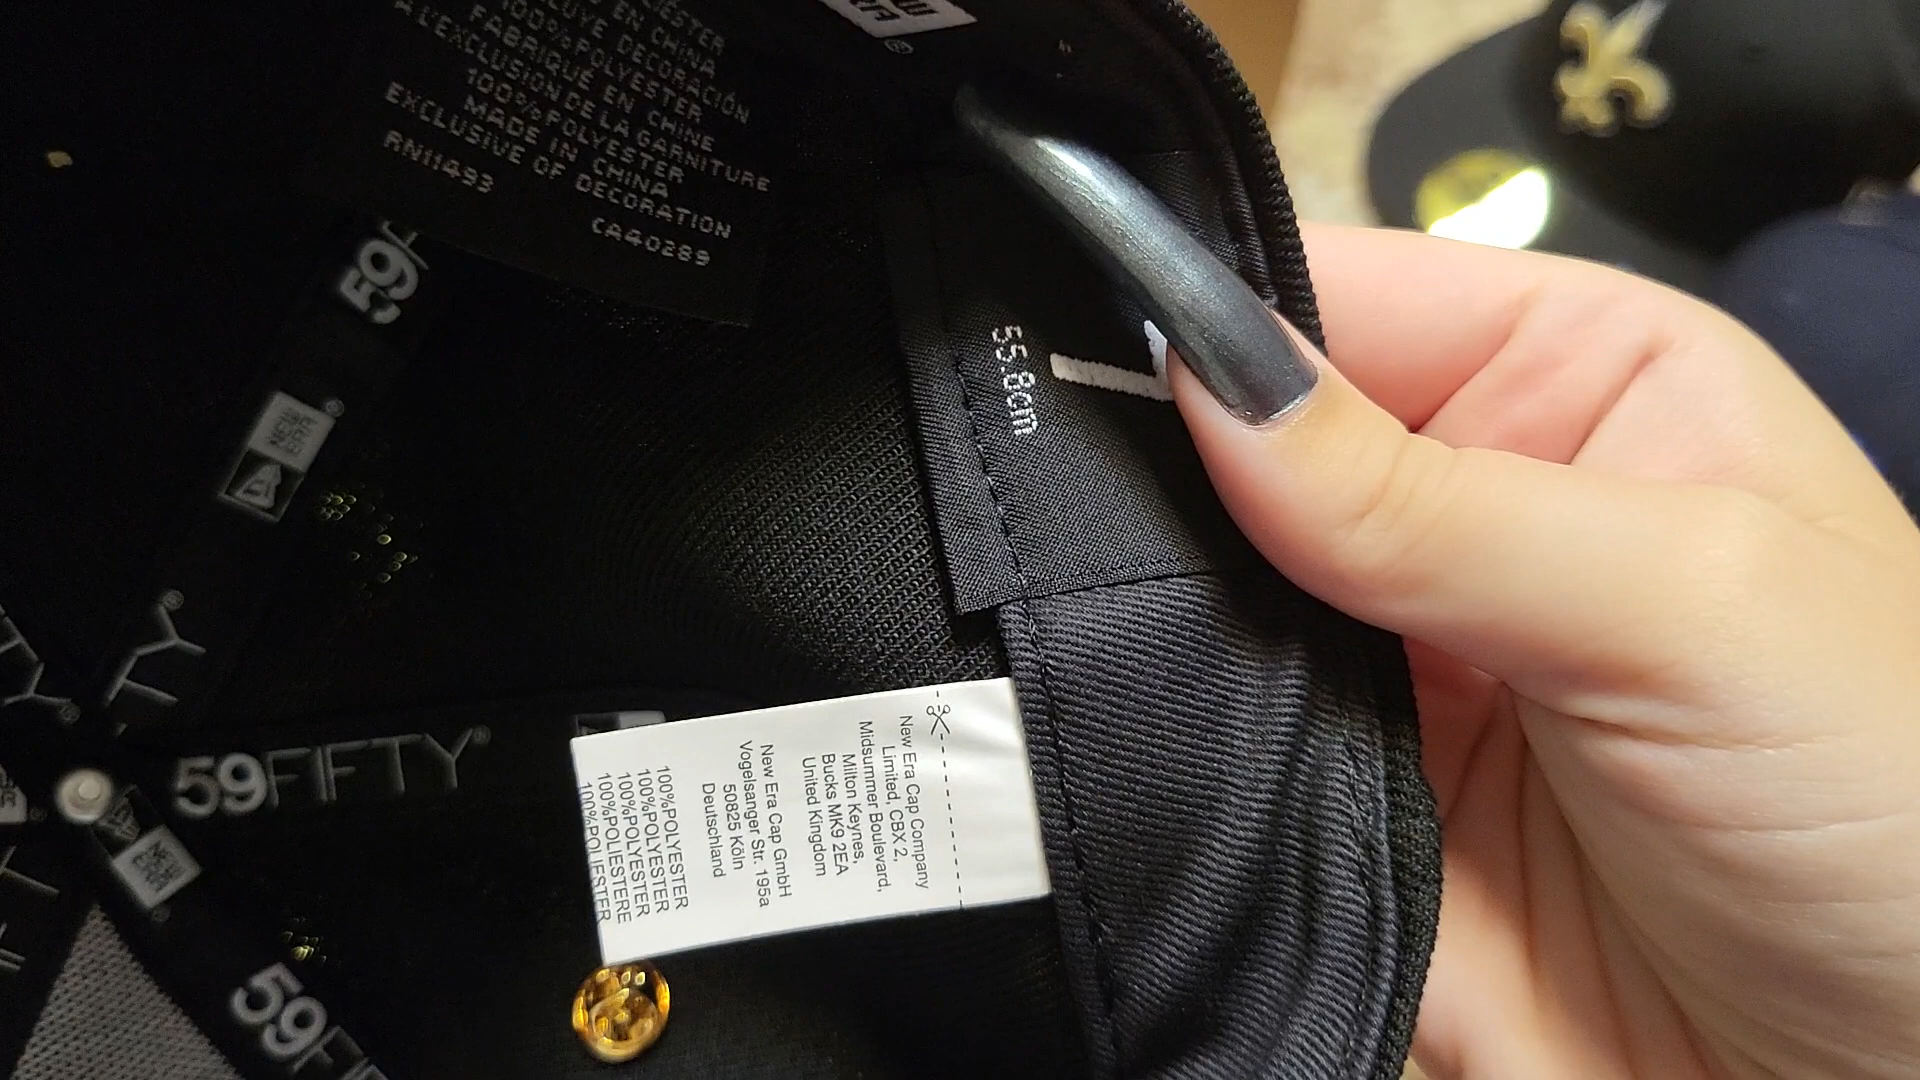 FABRIQUÉ EN CHINE
À L'EXCLUSION DE LA GARNITURE
100% POLYESTER
MADE IN CHINA
EXCLUSIVE OF DECORATION
RN11493
CA40289
55.8cm
7
59FIFTY
NEW ERA
New Era Cap Company
Limited, CBX 2,
Midsummer Boulevard,
Milton Keynes,
Bucks MK9 2EA
United Kingdom
New Era Cap GmbH
Vogelsanger Str. 195a
50825 Köln
Deutschland
100%POLYESTER
100%POLYESTER
100%POLYESTER
100%POLIESTERE
100%POLIESTER